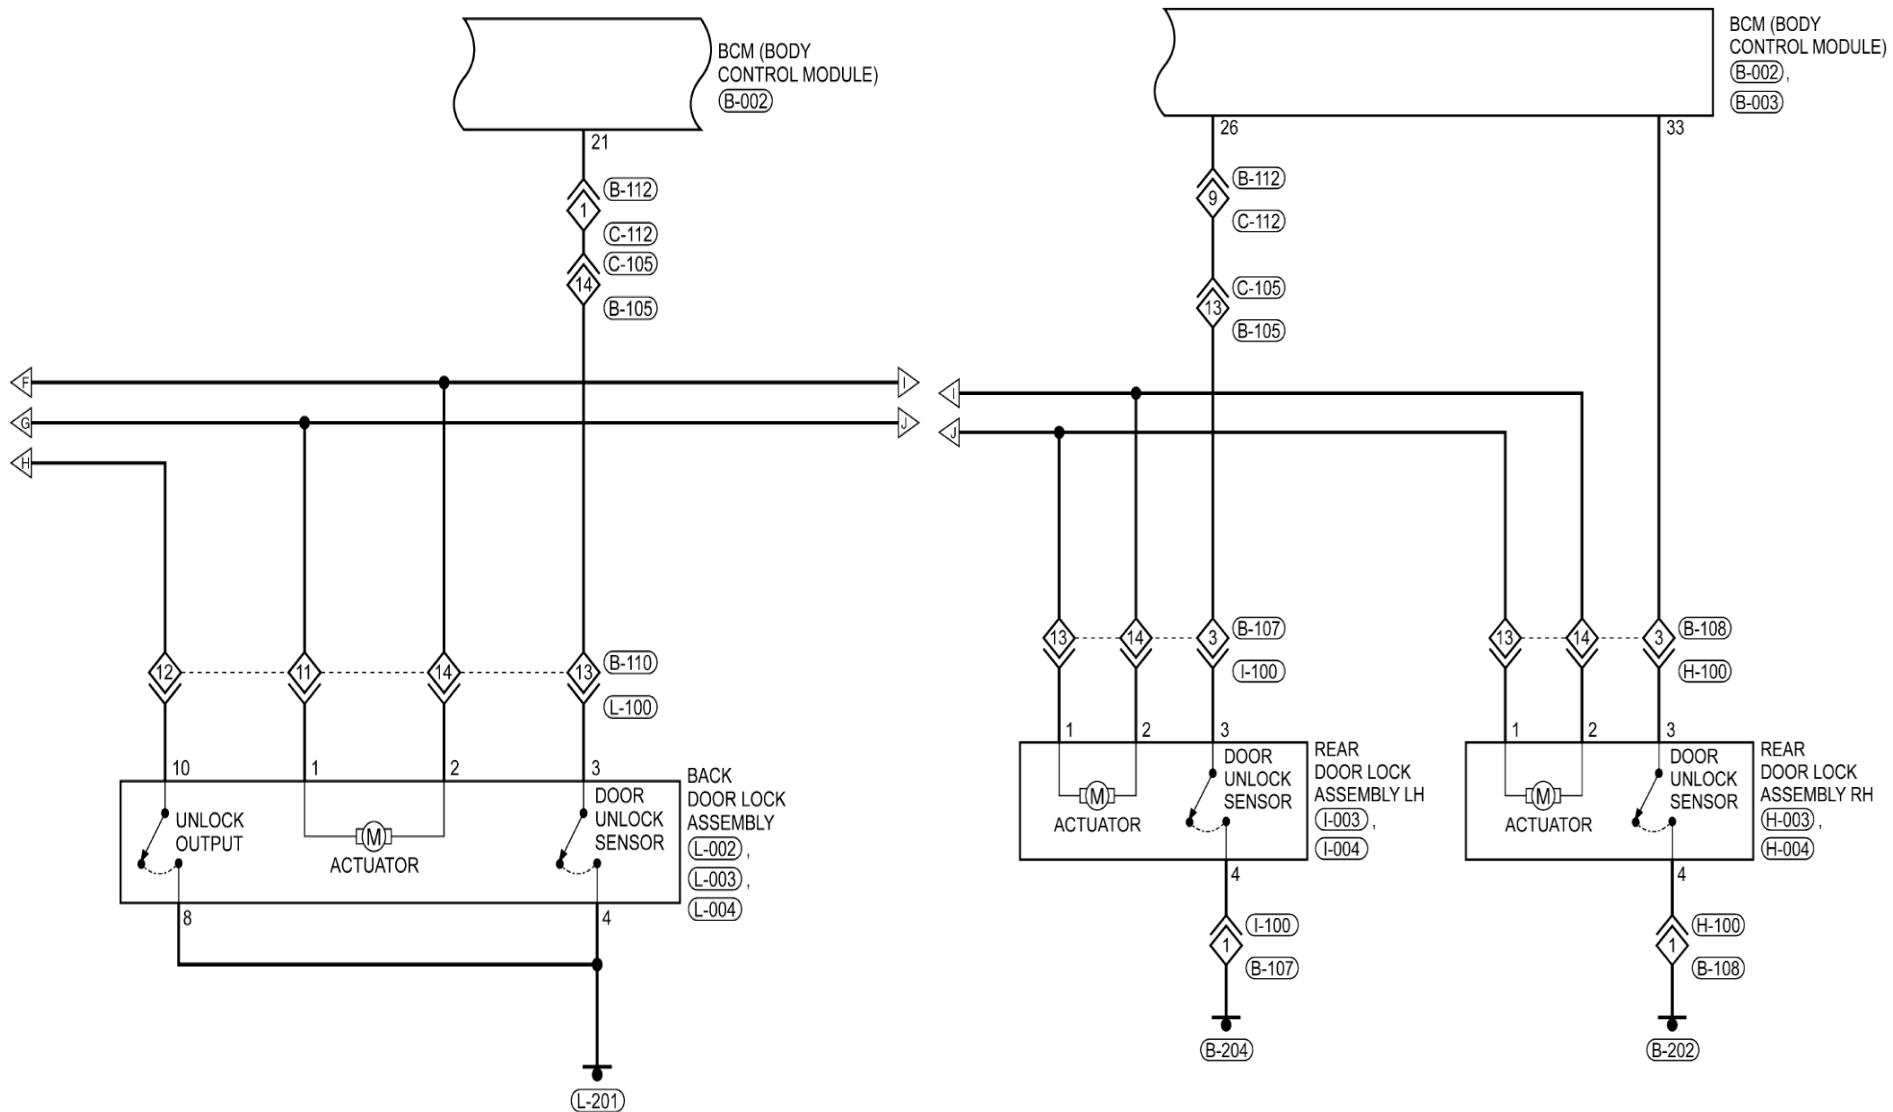 BCM (BODY
CONTROL MODULE)
B-002
21
B-112
1
C-112
C-105
14
B-105
F
I
G
J
H
12
11
14
13
B-110
L-100
10
1
2
3
UNLOCK
OUTPUT
M
ACTUATOR
DOOR
UNLOCK
SENSOR
BACK
DOOR LOCK
ASSEMBLY
L-002 ,
L-003 ,
L-004
8
4
L-201
BCM (BODY
CONTROL MODULE)
B-002 ,
B-003
26
33
B-112
9
C-112
C-105
13
B-105
I
J
13
14
3
B-107
I-100
1
2
3
M
ACTUATOR
DOOR
UNLOCK
SENSOR
REAR
DOOR LOCK
ASSEMBLY LH
I-003 ,
I-004
4
I-100
1
B-107
B-204
13
14
3
B-108
H-100
1
2
3
M
ACTUATOR
DOOR
UNLOCK
SENSOR
REAR
DOOR LOCK
ASSEMBLY RH
H-003 ,
H-004
4
H-100
1
B-108
B-202